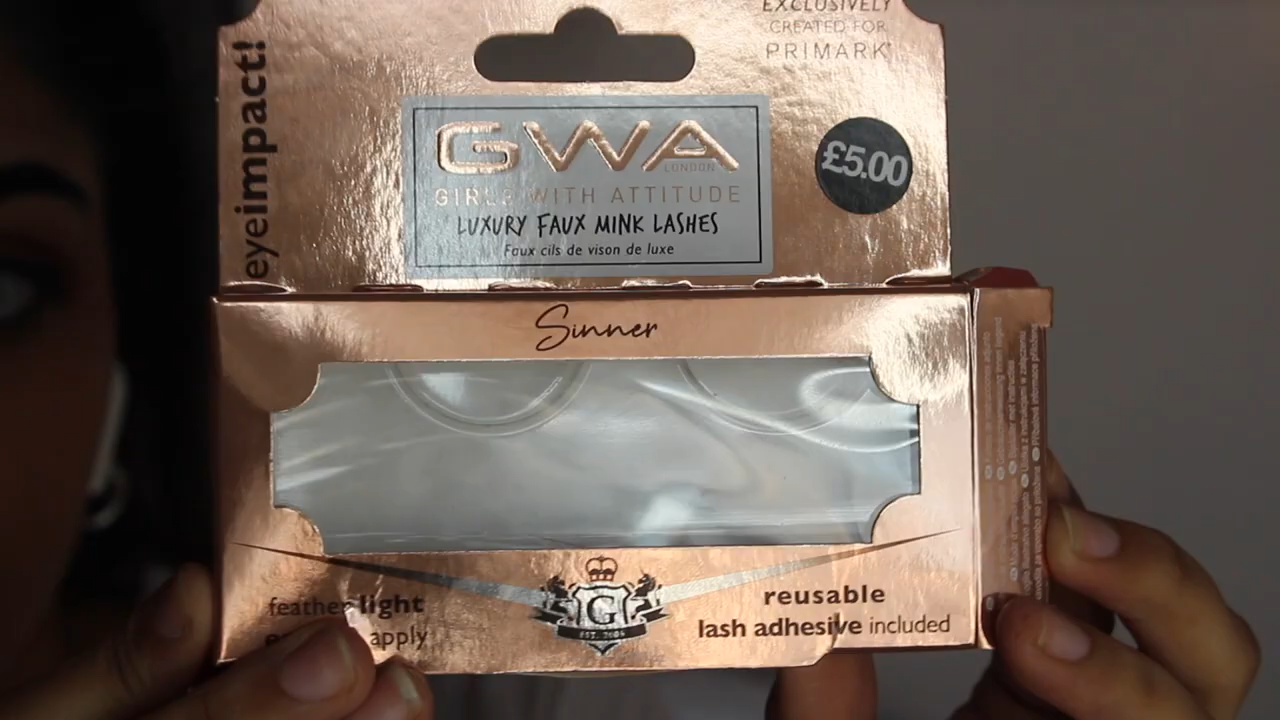 EXCLUSIVELY
CREATED FOR
PRIMARK
eyeimpact!
GWA
LONDON
GIRLS WITH ATTITUDE
LUXURY FAUX MINK LASHES
Faux cils de vison de luxe
£5.00
Sinner
feather light
apply
G
EST. 2004
reusable
lash adhesive included